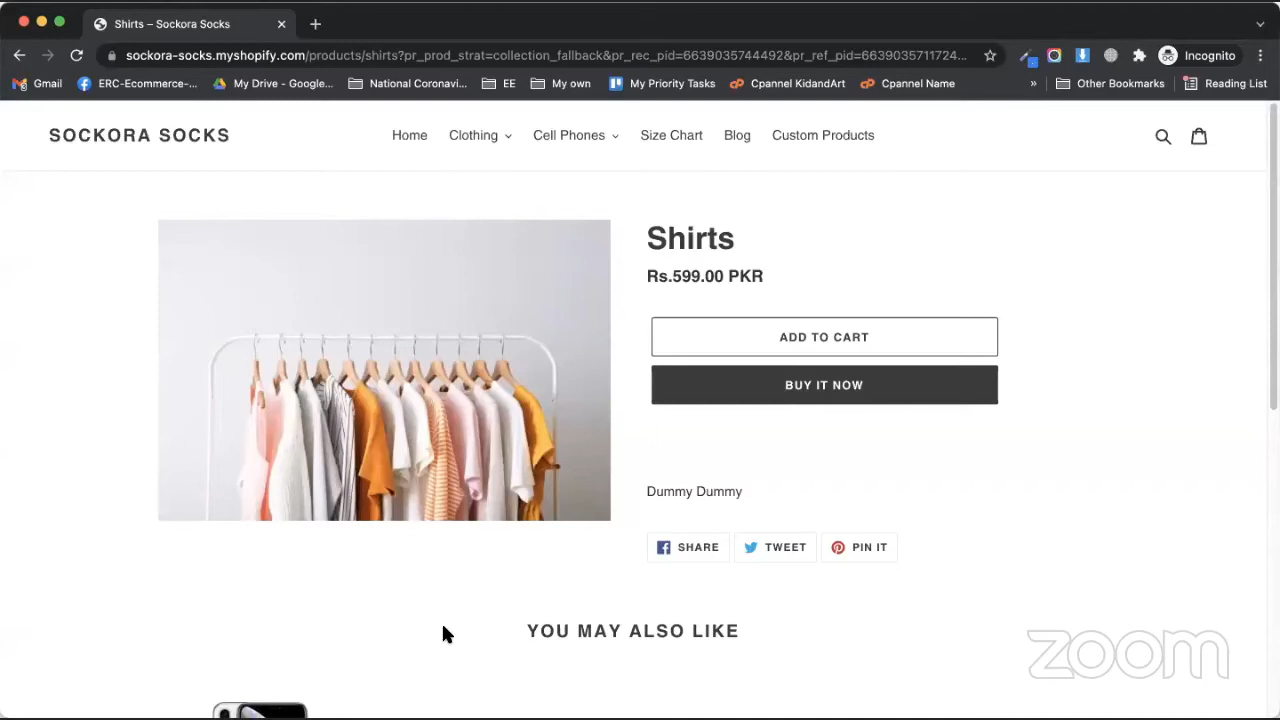 Shirts – Sockora Socks
sockora-socks.myshopify.com/products/shirts?pr_prod_strat=collection_fallback&pr_rec_pid=6639035744492&pr_ref_pid=6639035711724...
Incognito
Gmail
ERC-Ecommerce-...
My Drive - Google...
National Coronavi...
EE
My own
My Priority Tasks
Cpannel KidandArt
Cpannel Name
»
Other Bookmarks
Reading List
SOCKORA SOCKS
Home
Clothing
Cell Phones
Size Chart
Blog
Custom Products
Shirts
Rs.599.00 PKR
ADD TO CART
BUY IT NOW
Dummy Dummy
SHARE
TWEET
PIN IT
YOU MAY ALSO LIKE
zoom